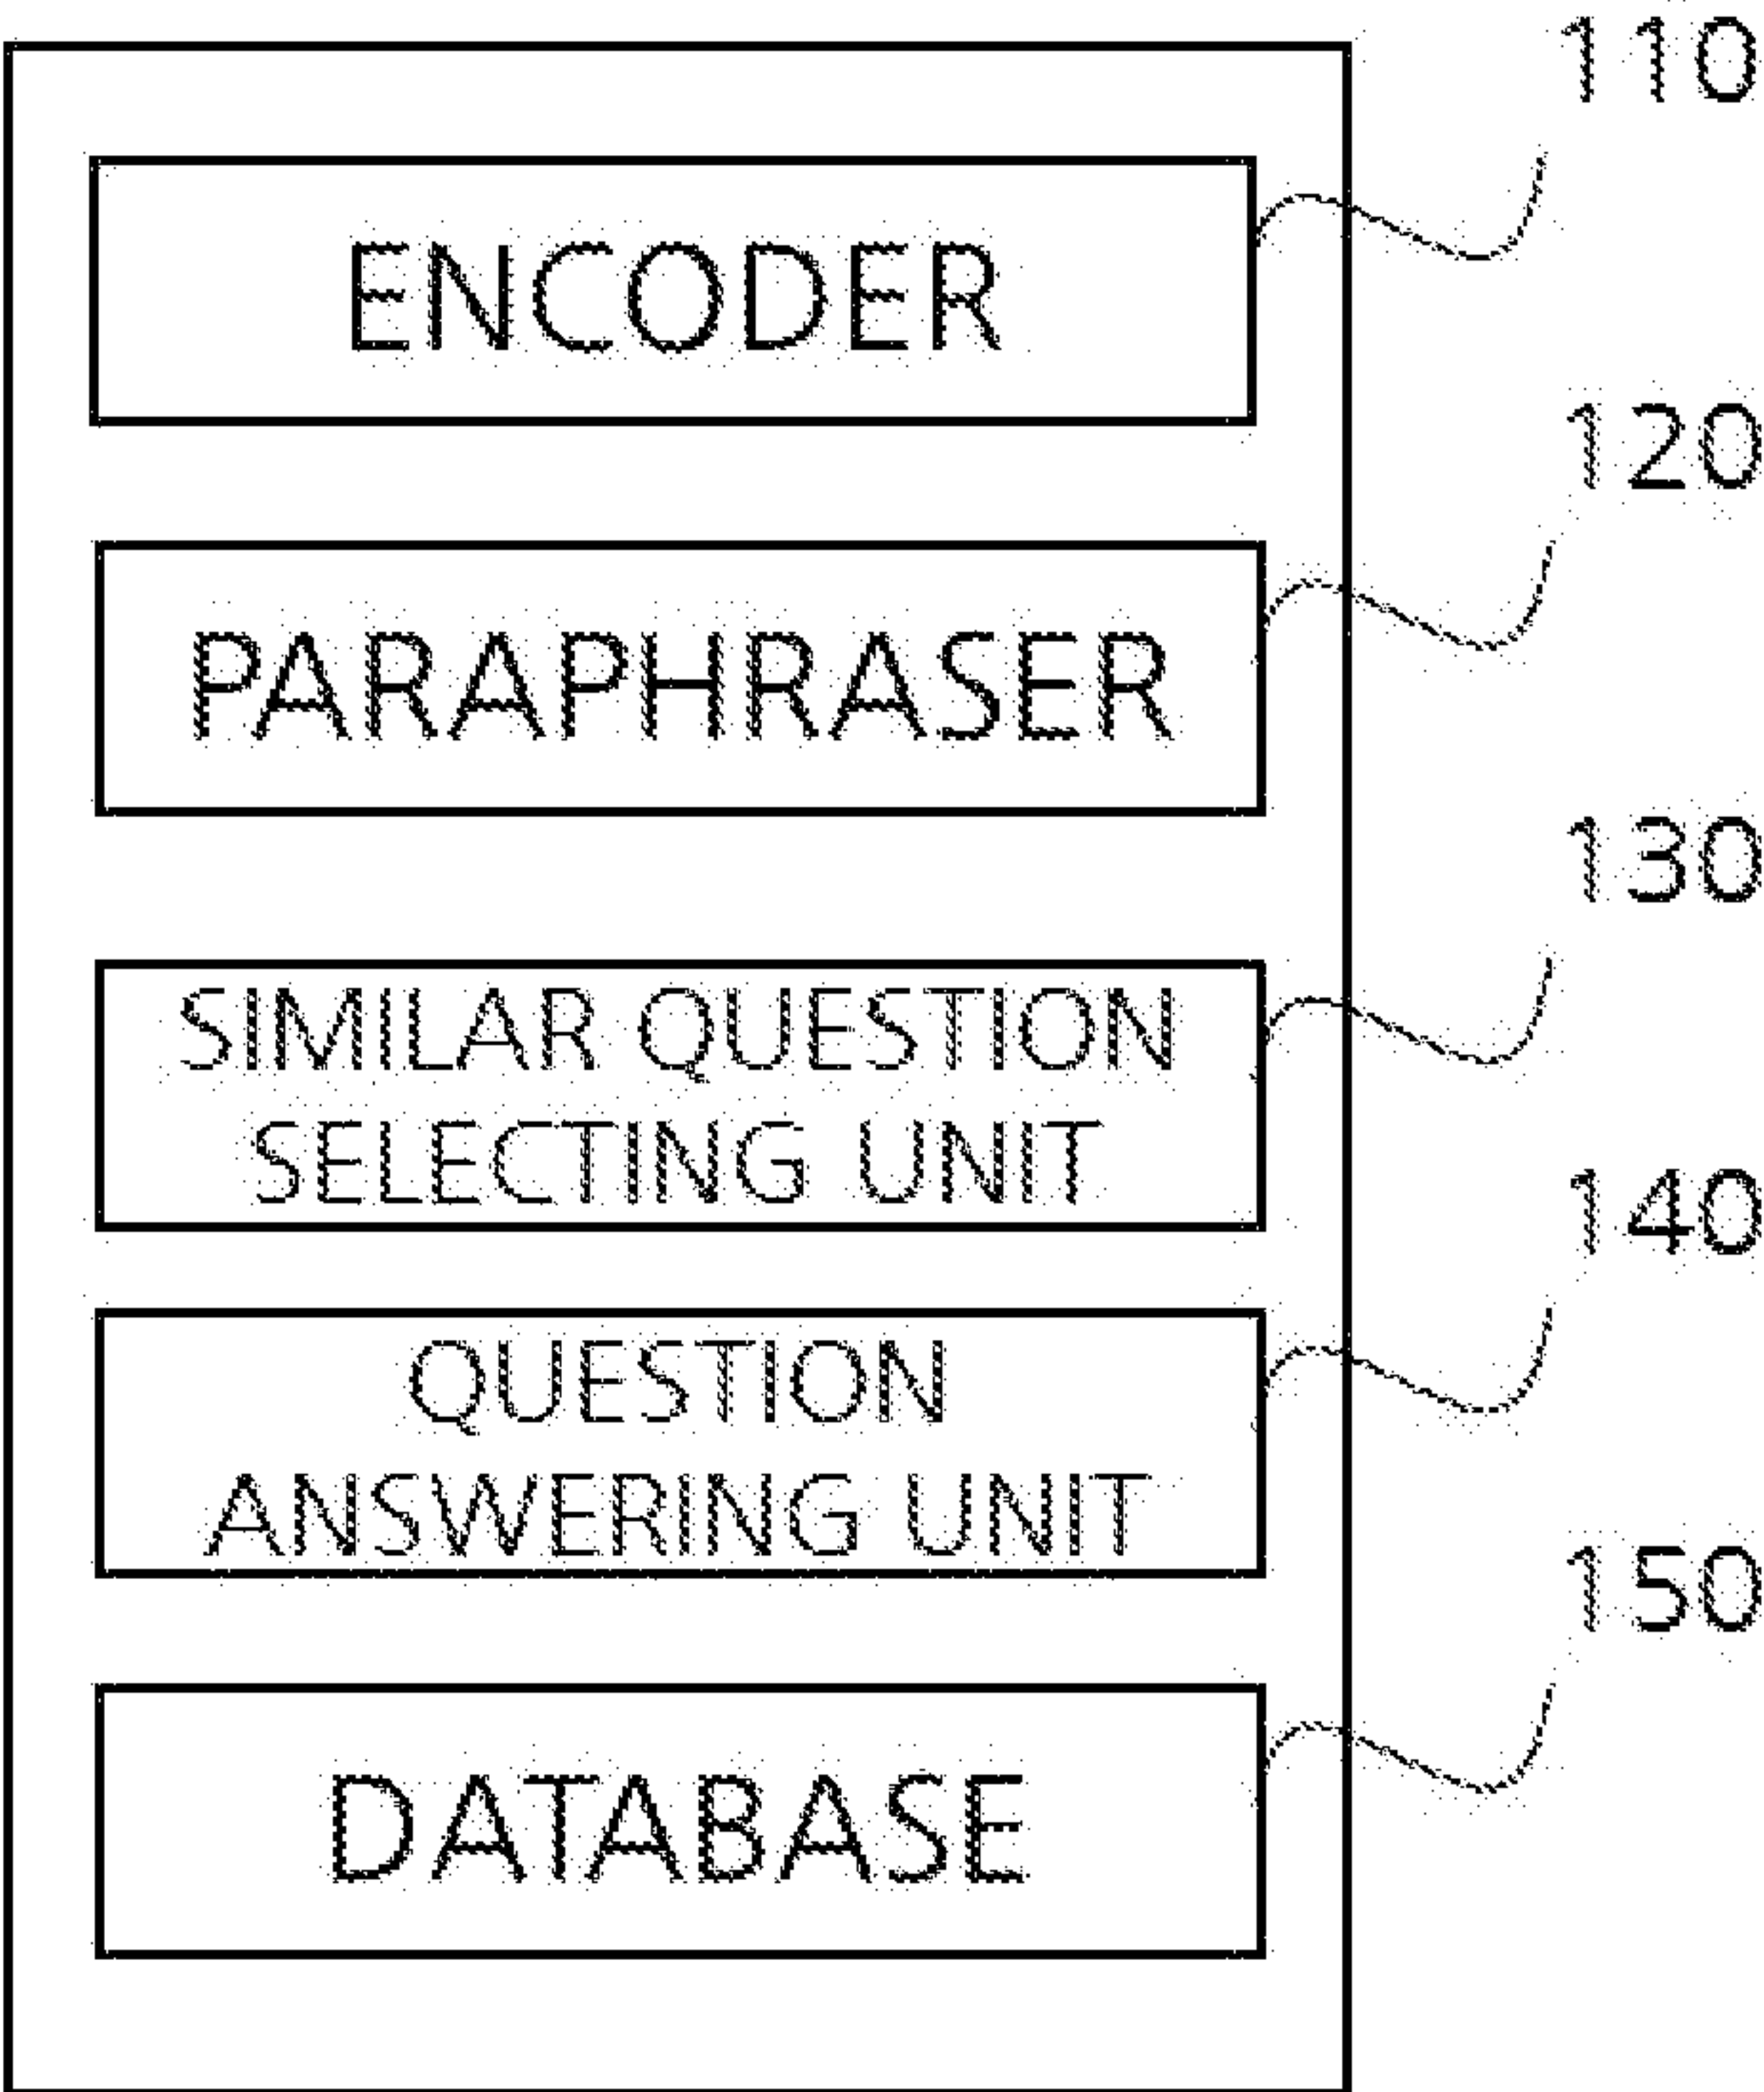 110
ENCODER
120
PARAPHRASER
130
SIMILAR QUESTION
SELECTING UNIT
140
QUESTION
ANSWERING UNIT
150
DATABASE